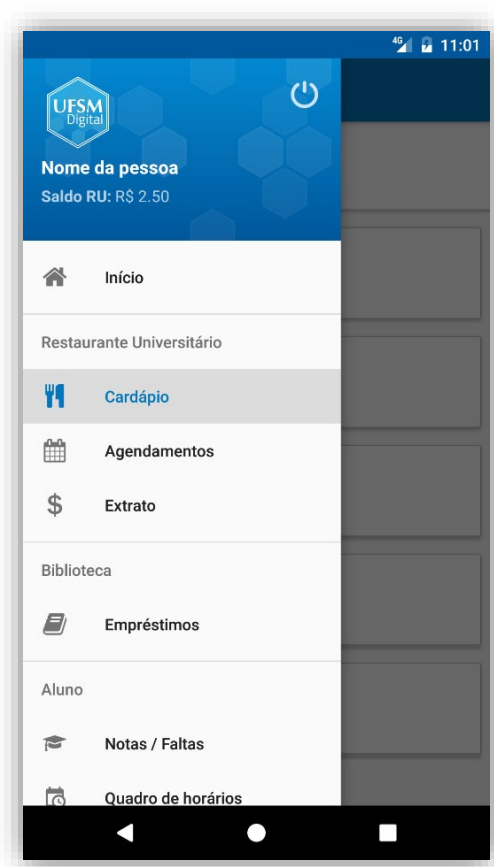 4G 11:01
UFSM
Digital
Nome da pessoa
Saldo RU: R$ 2.50
Início
Restaurante Universitário
Cardápio
Agendamentos
$ Extrato
Biblioteca
Empréstimos
Aluno
Notas / Faltas
Quadro de horários